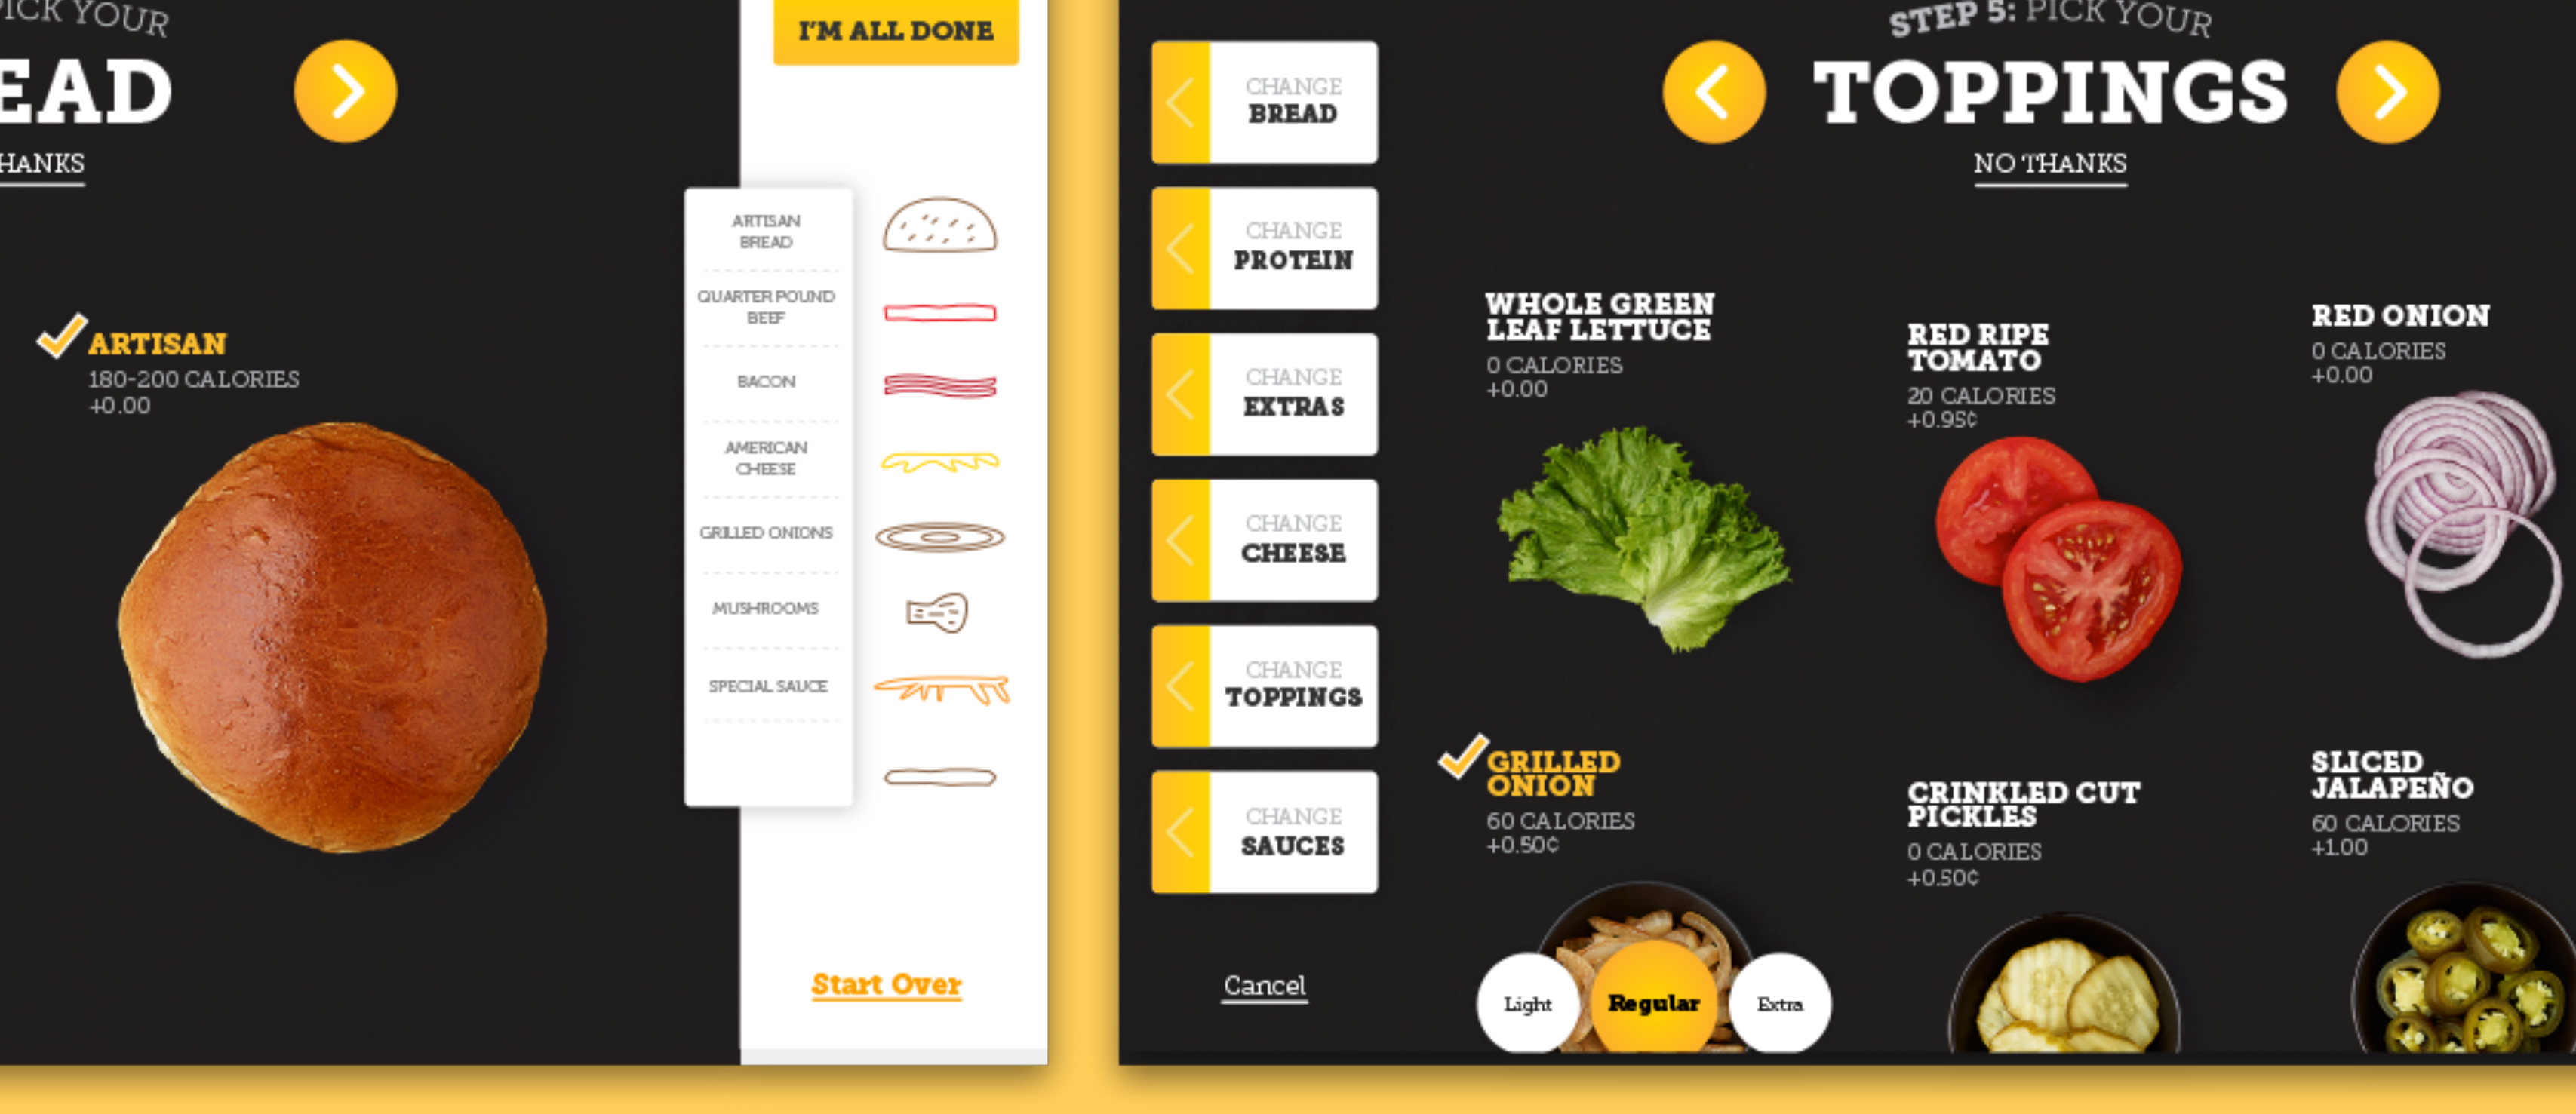 PICK YOUR
EAD
HANKS
ARTISAN
180-200 CALORIES
+0.00
I'M ALL DONE
ARTISAN
BREAD
QUARTER POUND
BEEF
BACON
AMERICAN
CHEESE
GRILLED ONIONS
MUSHROOMS
SPECIAL SAUCE
Start Over
CHANGE
BREAD
CHANGE
PROTEIN
CHANGE
EXTRAS
CHANGE
CHEESE
CHANGE
TOPPINGS
CHANGE
SAUCES
Cancel
STEP 5: PICK YOUR
TOPPINGS
NO THANKS
WHOLE GREEN
LEAF LETTUCE
0 CALORIES
+0.00
RED RIPE
TOMATO
20 CALORIES
+0.95¢
RED ONION
0 CALORIES
+0.00
GRILLED
ONION
60 CALORIES
+0.50¢
Light
Regular
Extra
CRINKLED CUT
PICKLES
0 CALORIES
+0.50¢
SLICED
JALAPEÑO
60 CALORIES
+1.00